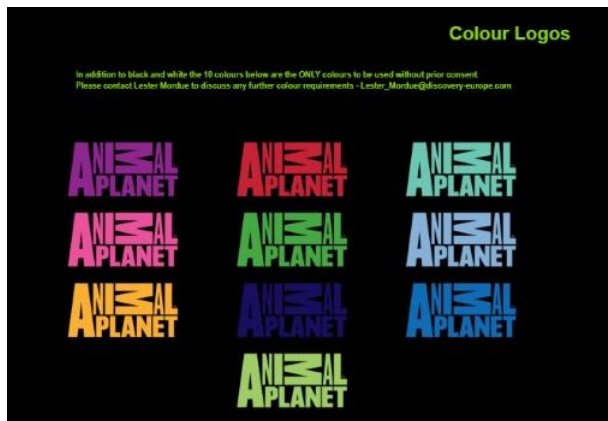 Colour Logos
In addition to black and white the 10 colours below are the ONLY colours to be used without prior consent.
Please contact Lester Mordue to discuss any further colour requirements - Lester_Mordue@discovery-europe.com
ANIMAL ANIMAL ANIMAL
PLANET PLANET PLANET
ANIMAL ANIMAL ANIMAL
PLANET PLANET PLANET
ANIMAL ANIMAL ANIMAL
PLANET PLANET PLANET
ANIMAL
PLANET